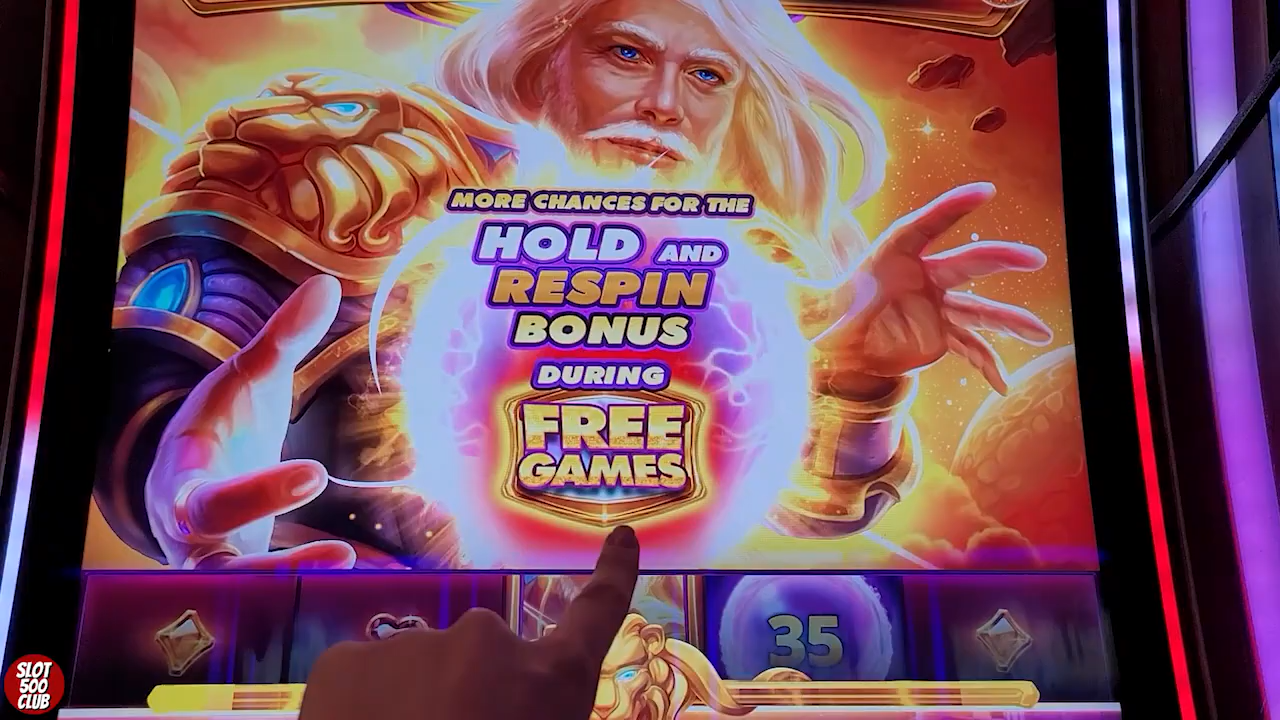 MORE CHANCES FOR THE
HOLD AND
RESPIN
BONUS
DURING
FREE
GAMES
35
SLOT
500
CLUB